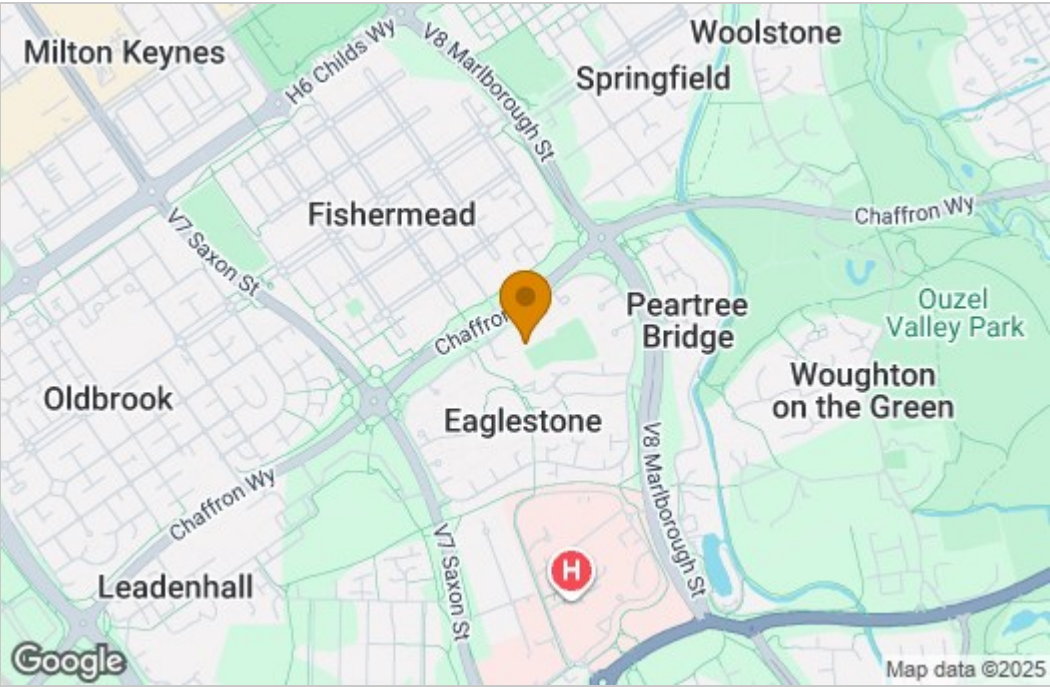 Milton Keynes
H6 Childs Wy
V8 Marlborough St
Woolstone
Springfield
Fishermead
V7 Saxon St
Chaffron Wy
Chaffron
Peartree
Bridge
Ouzel
Valley Park
Oldbrook
Eaglestone
Woughton
on the Green
Chaffron Wy
V7 Saxon St
V8 Marlborough St
Leadenhall
H
Google
Map data ©2025